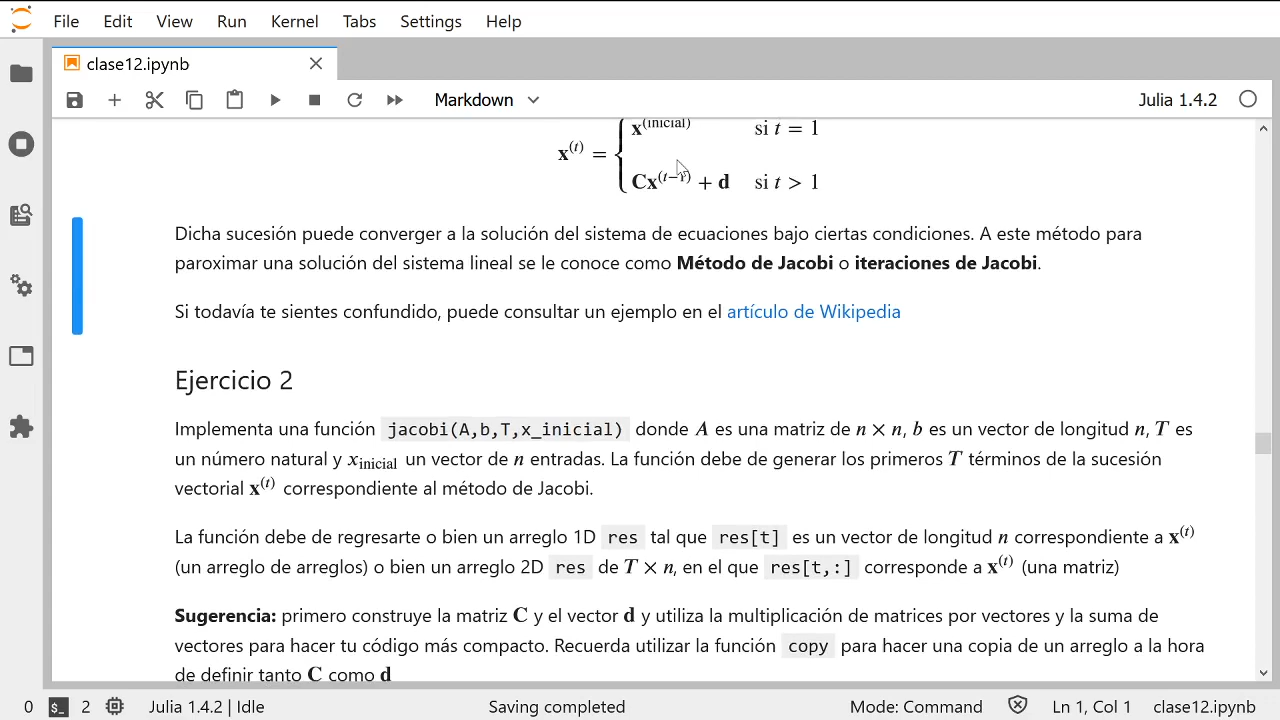 File Edit View Run Kernel Tabs Settings Help
clase12.ipynb
Markdown
Julia 1.4.2
x^(inicial) si t = 1
x^(t) =
Cx^(t−1) + d si t > 1
Dicha sucesión puede converger a la solución del sistema de ecuaciones bajo ciertas condiciones. A este método para
paroximar una solución del sistema lineal se le conoce como Método de Jacobi o iteraciones de Jacobi.
Si todavía te sientes confundido, puede consultar un ejemplo en el artículo de Wikipedia
Ejercicio 2
Implementa una función jacobi(A,b,T,x_inicial) donde A es una matriz de n × n, b es un vector de longitud n, T es
un número natural y x_inicial un vector de n entradas. La función debe de generar los primeros T términos de la sucesión
vectorial x^(t) correspondiente al método de Jacobi.
La función debe de regresarte o bien un arreglo 1D res tal que res[t] es un vector de longitud n correspondiente a x^(t)
(un arreglo de arreglos) o bien un arreglo 2D res de T × n, en el que res[t,:] corresponde a x^(t) (una matriz)
Sugerencia: primero construye la matriz C y el vector d y utiliza la multiplicación de matrices por vectores y la suma de
vectores para hacer tu código más compacto. Recuerda utilizar la función copy para hacer una copia de un arreglo a la hora
de definir tanto C como d
0 $_ 2 Julia 1.4.2 | Idle Saving completed Mode: Command Ln 1, Col 1 clase12.ipynb